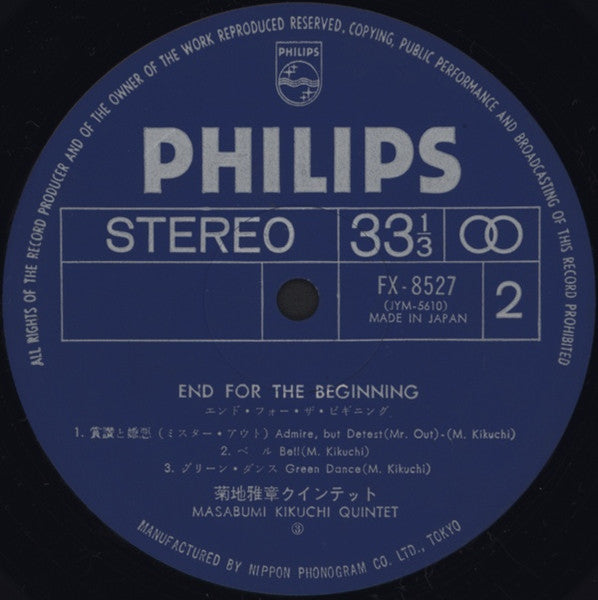 ALL RIGHTS OF THE RECORD PRODUCER AND OF THE OWNER OF THE WORK REPRODUCED RESERVED. COPYING, PUBLIC PERFORMANCE AND BROADCASTING OF THIS RECORD PROHIBITED
PHILIPS
PHILIPS
STEREO 33 1/3
FX-8527 2
(JYM-5610)
MADE IN JAPAN
END FOR THE BEGINNING
エンド・フォー・ザ・ビギニング
1. 賞讃と嫌悪 (ミスター・アウト) Admire, but Detest(Mr. Out)-(M. Kikuchi)
2. ベル Bell(M. Kikuchi)
3. グリーン・ダンス Green Dance(M. Kikuchi)
菊地雅章クインテット
MASABUMI KIKUCHI QUINTET
③
MANUFACTURED BY NIPPON PHONOGRAM CO. LTD., TOKYO